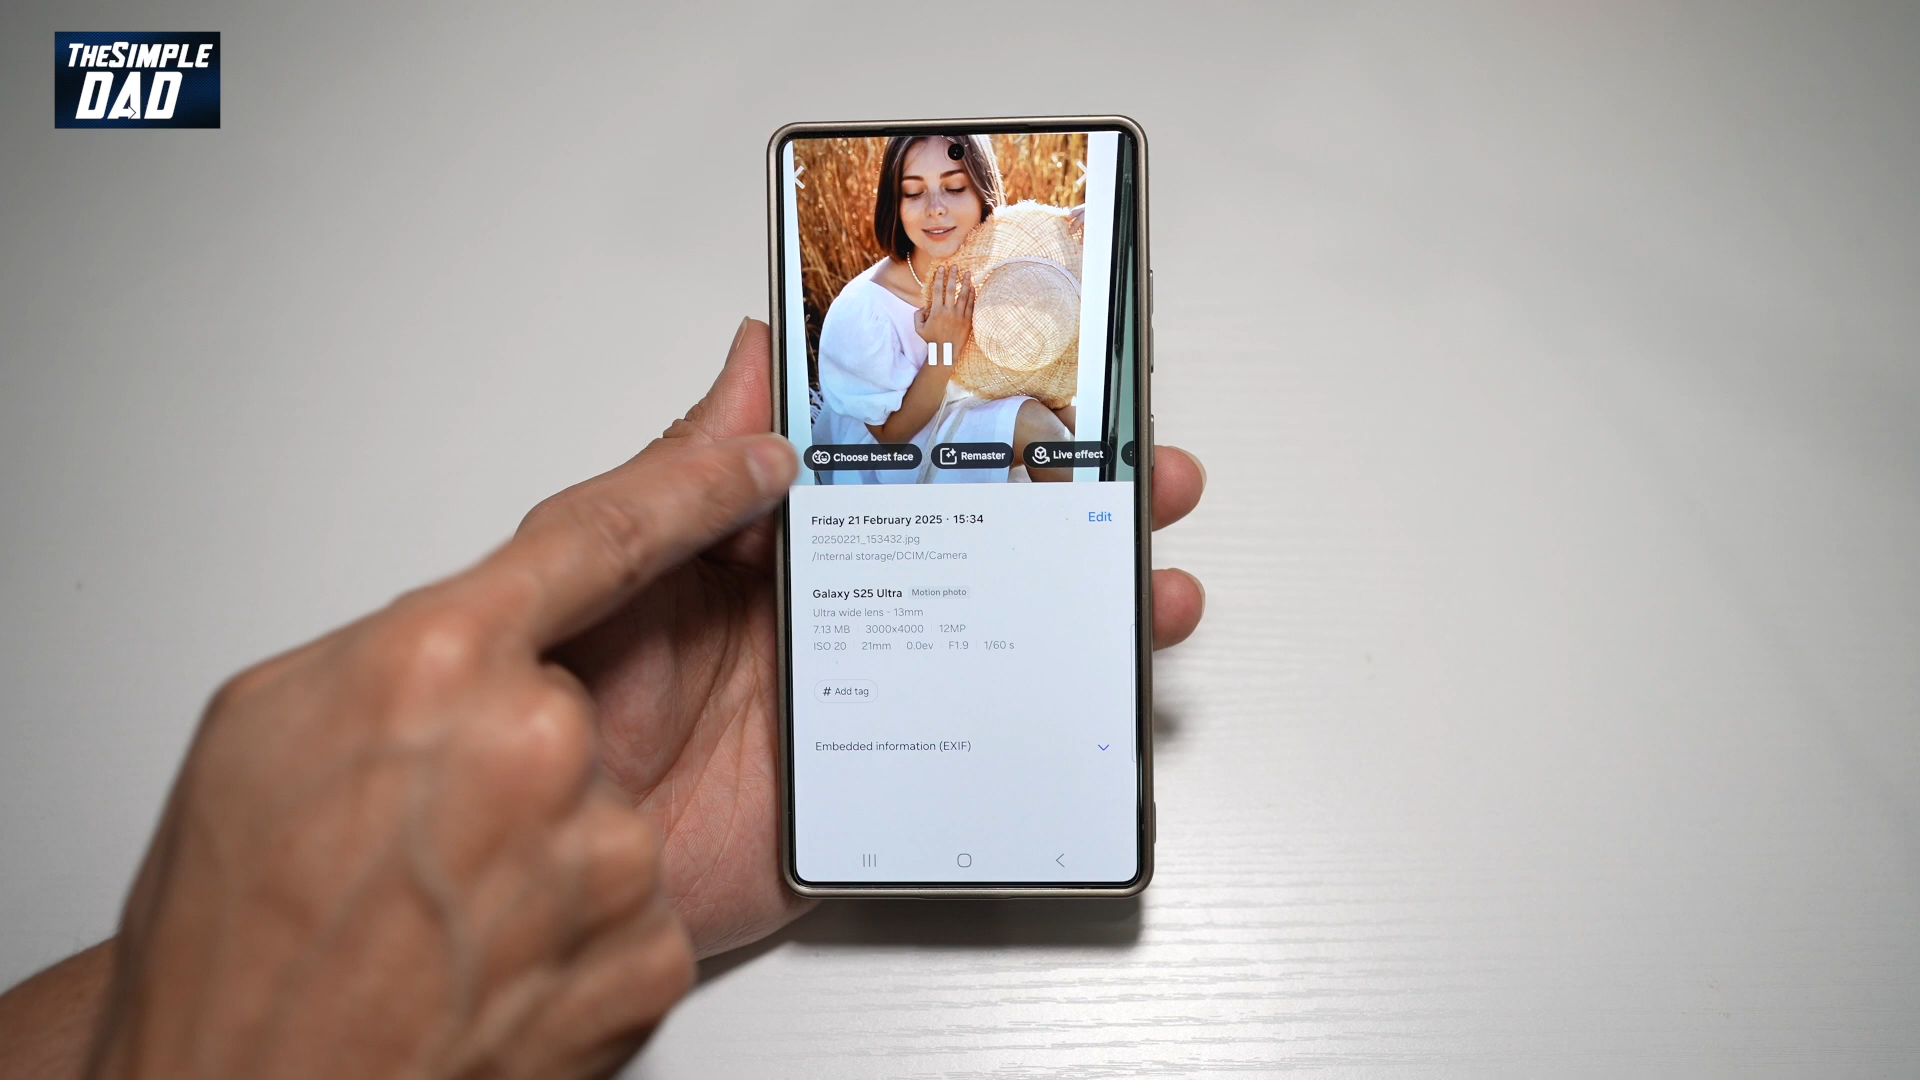 THESIMPLE
DAD
Choose best face
Remaster
Live effect
Friday 21 February 2025 · 15:34
Edit
20250221_153432.jpg
/Internal storage/DCIM/Camera
Galaxy S25 Ultra Motion photo
Ultra wide lens - 13mm
7.13 MB 3000x4000 12MP
ISO 20 21mm 0.0ev F1.9 1/60 s
# Add tag
Embedded information (EXIF)